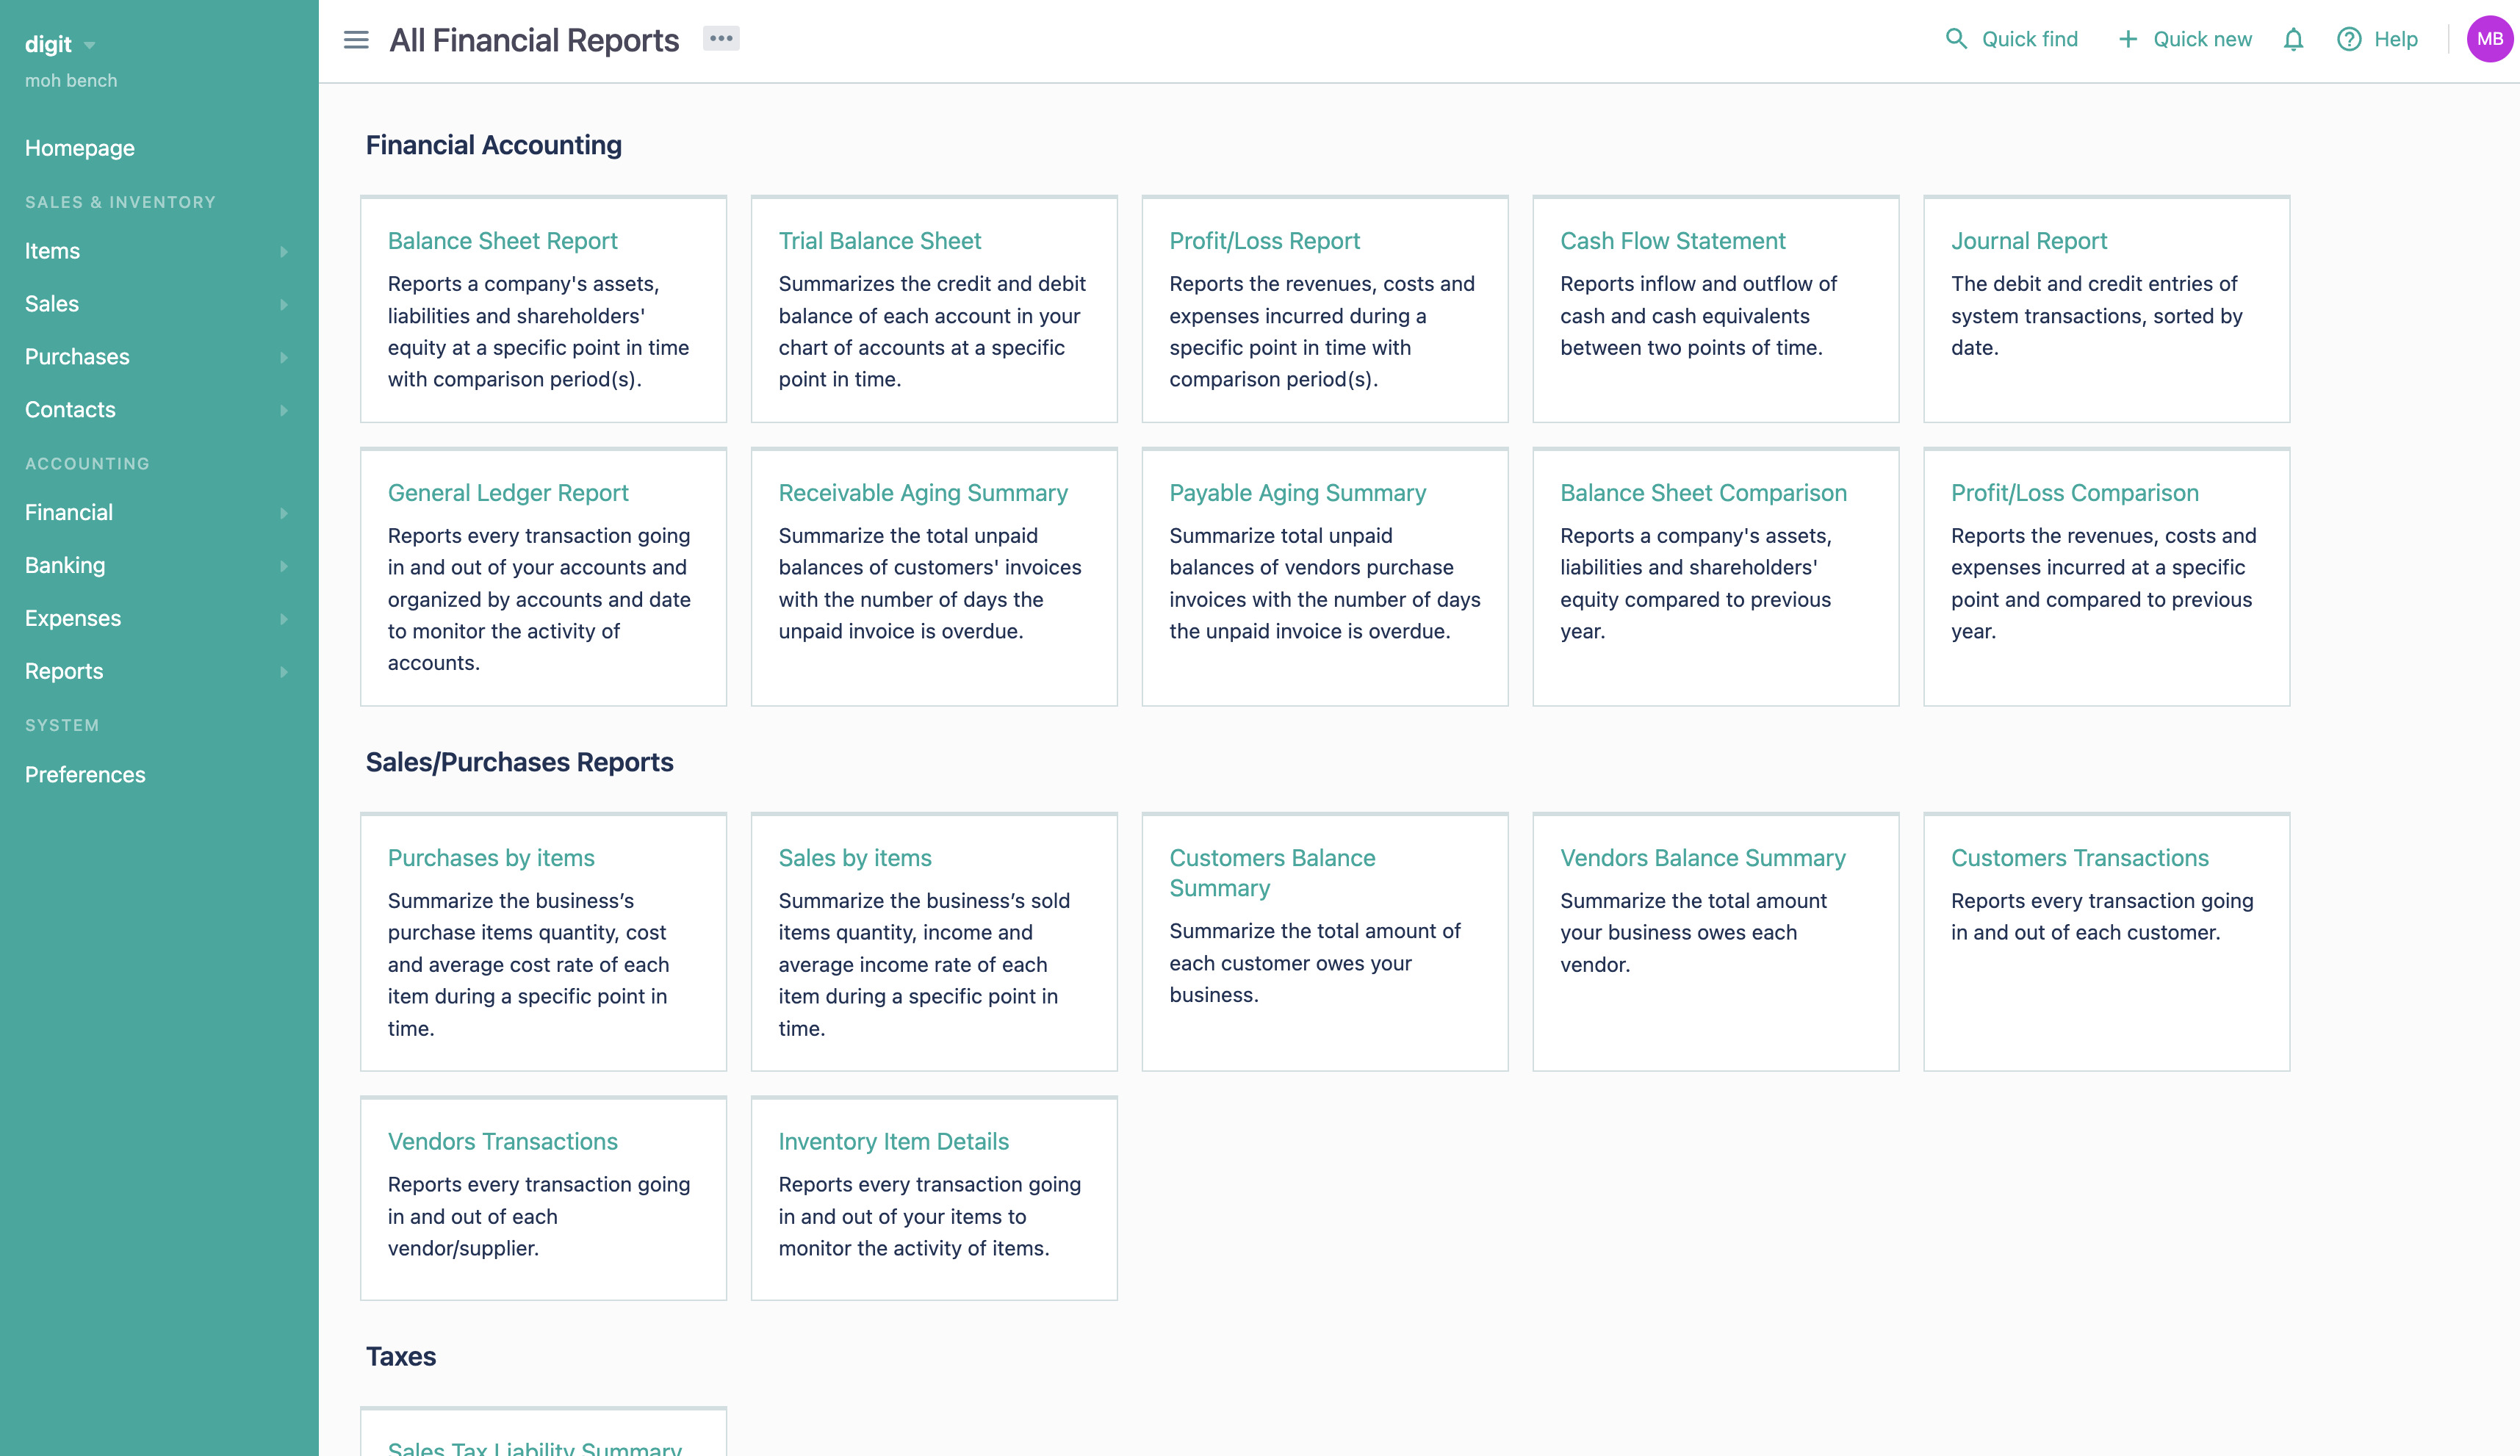 digit
moh bench
Homepage
SALES & INVENTORY
Items
Sales
Purchases
Contacts
ACCOUNTING
Financial
Banking
Expenses
Reports
SYSTEM
Preferences
All Financial Reports
Quick find
Quick new
Help
MB
Financial Accounting
Balance Sheet Report
Reports a company's assets,
liabilities and shareholders'
equity at a specific point in time
with comparison period(s).
Trial Balance Sheet
Summarizes the credit and debit
balance of each account in your
chart of accounts at a specific
point in time.
Profit/Loss Report
Reports the revenues, costs and
expenses incurred during a
specific point in time with
comparison period(s).
Cash Flow Statement
Reports inflow and outflow of
cash and cash equivalents
between two points of time.
Journal Report
The debit and credit entries of
system transactions, sorted by
date.
General Ledger Report
Reports every transaction going
in and out of your accounts and
organized by accounts and date
to monitor the activity of
accounts.
Receivable Aging Summary
Summarize the total unpaid
balances of customers' invoices
with the number of days the
unpaid invoice is overdue.
Payable Aging Summary
Summarize total unpaid
balances of vendors purchase
invoices with the number of days
the unpaid invoice is overdue.
Balance Sheet Comparison
Reports a company's assets,
liabilities and shareholders'
equity compared to previous
year.
Profit/Loss Comparison
Reports the revenues, costs and
expenses incurred at a specific
point and compared to previous
year.
Sales/Purchases Reports
Purchases by items
Summarize the business’s
purchase items quantity, cost
and average cost rate of each
item during a specific point in
time.
Sales by items
Summarize the business’s sold
items quantity, income and
average income rate of each
item during a specific point in
time.
Customers Balance
Summary
Summarize the total amount of
each customer owes your
business.
Vendors Balance Summary
Summarize the total amount
your business owes each
vendor.
Customers Transactions
Reports every transaction going
in and out of each customer.
Vendors Transactions
Reports every transaction going
in and out of each
vendor/supplier.
Inventory Item Details
Reports every transaction going
in and out of your items to
monitor the activity of items.
Taxes
Sales Tax Liability Summary